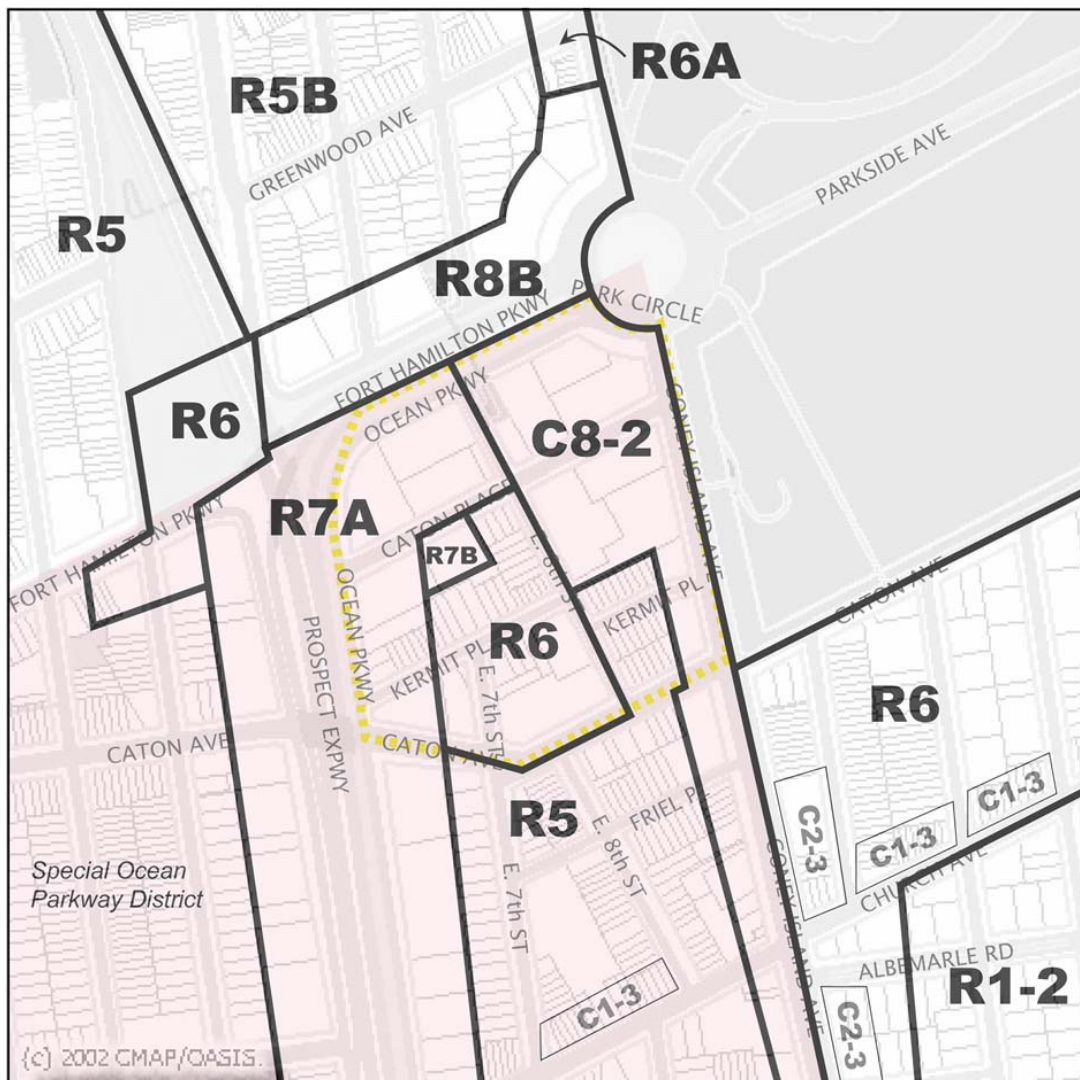 R6A
R5B
GREENWOOD AVE
PARKSIDE AVE
R5
R8B
PARK CIRCLE
FORT HAMILTON PKWY
OCEAN PKWY
R6
C8-2
CONEY ISLAND AVE
R7A
CATON PLACE
FORT HAMILTON PKWY
R7B
E. 8th ST
OCEAN PKWY
KERMIT PL
CATON AVE
R6
PROSPECT EXPWY
KERMIT PL
E. 7th ST
R6
CATON AVE
CATON AVE
R5
FRIEL PL
C2-3
C1-3
C1-3
E. 8th ST
CHURCH AVE
Special Ocean
Parkway District
E. 7th ST
CONEY ISLAND AVE
ALBEMARLE RD
R1-2
C1-3
C2-3
(c) 2002 CMAP/OASIS.